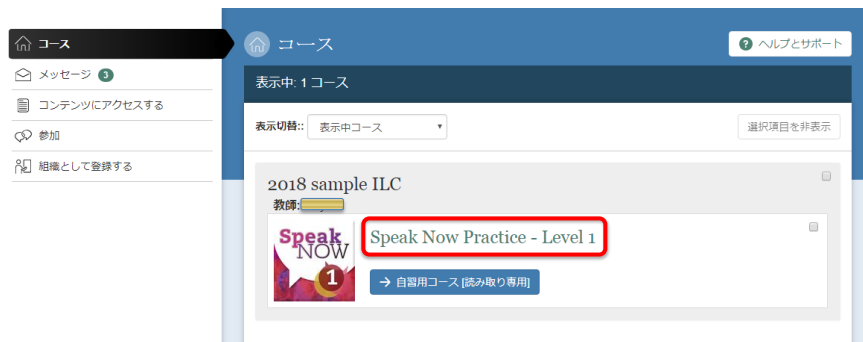 コース
メッセージ 3
コンテンツにアクセスする
参加
組織として登録する
コース
? ヘルプとサポート
表示中: 1 コース
表示切替:: 表示中コース
選択項目を非表示
2018 sample ILC
教師:
Speak
NOW
1
Speak Now Practice - Level 1
→ 自習用コース [読み取り専用]